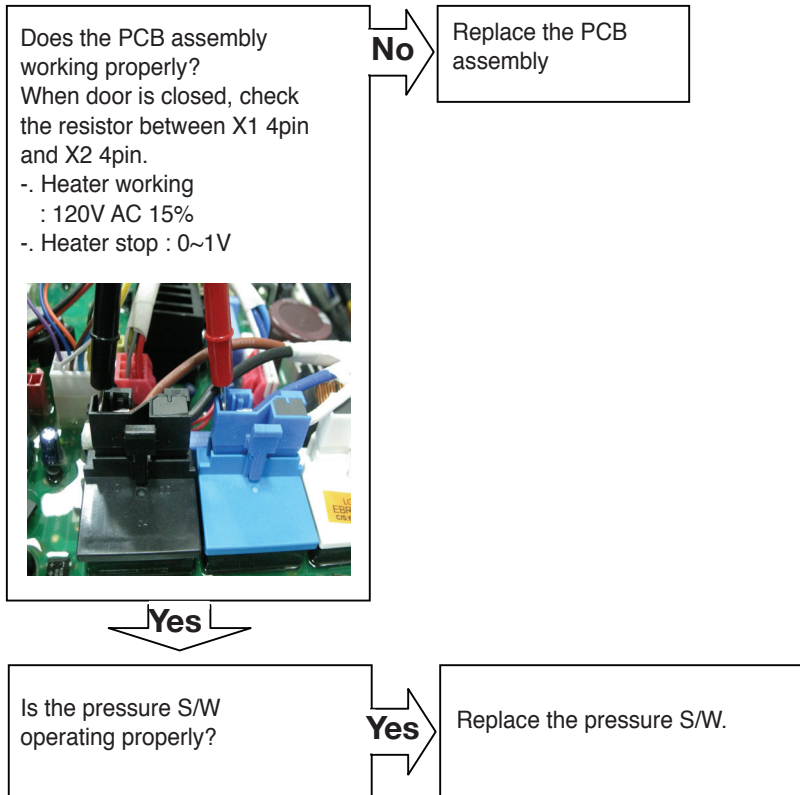 Does the PCB assembly
working properly?
When door is closed, check
the resistor between X1 4pin
and X2 4pin.
-. Heater working
: 120V AC 15%
-. Heater stop : 0~1V
No
Replace the PCB
assembly
Yes
Is the pressure S/W
operating properly?
Yes
Replace the pressure S/W.